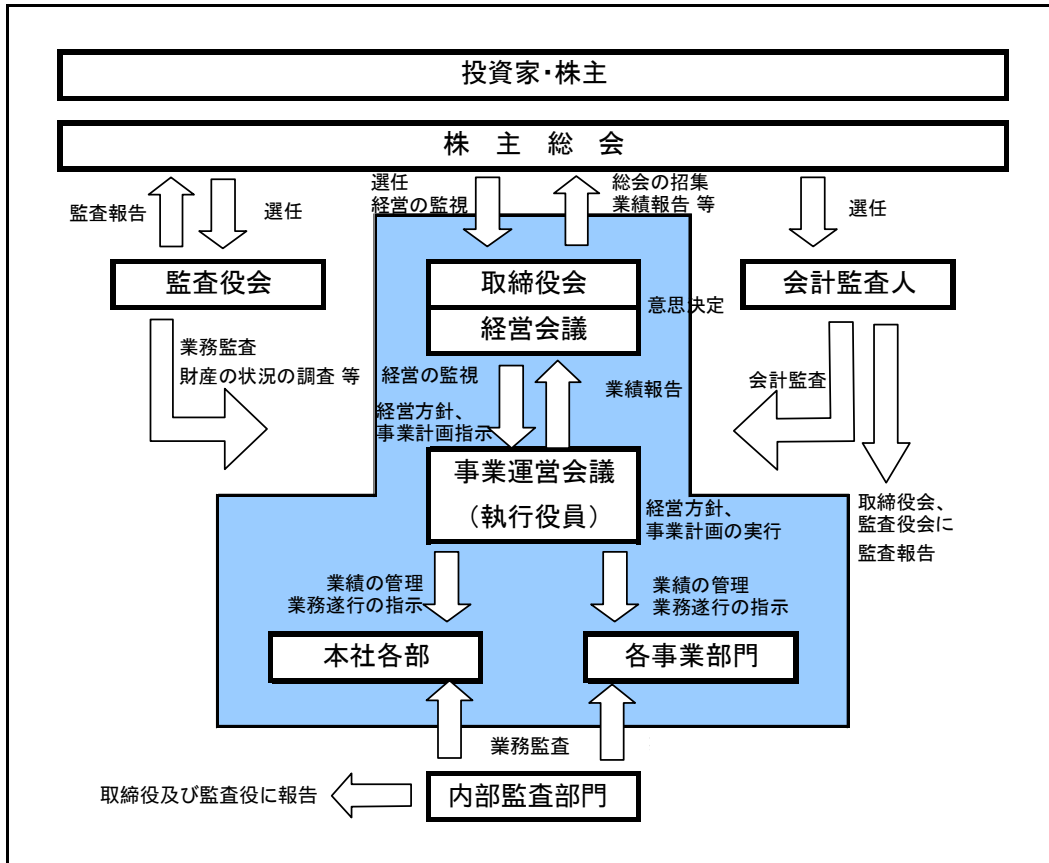 投資家・株主
株 主 総 会
監査報告
選任
選任
経営の監視
総会の招集
業績報告 等
選任
監査役会
取締役会
経営会議
意思決定
会計監査人
業務監査
財産の状況の調査 等
経営の監視
業績報告
会計監査
経営方針、
事業計画指示
事業運営会議
（執行役員）
経営方針、
事業計画の実行
取締役会、
監査役会に
監査報告
業績の管理
業務遂行の指示
業績の管理
業務遂行の指示
本社各部
各事業部門
業務監査
取締役及び監査役に報告
内部監査部門